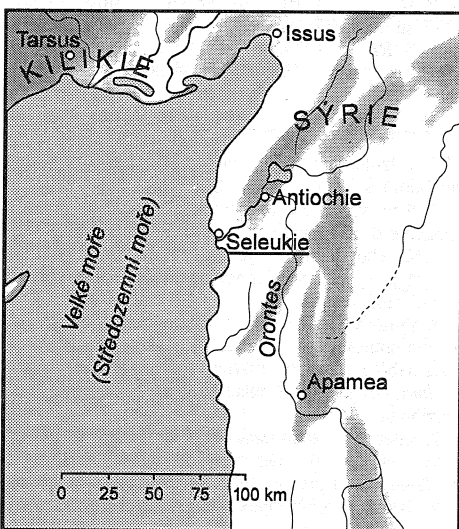 Tarsus
Issus
KILIKIE
SÝRIE
Antiochie
Seleukie
Velké moře
(Středozemní moře)
Orontes
Apamea
0 25 50 75 100 km